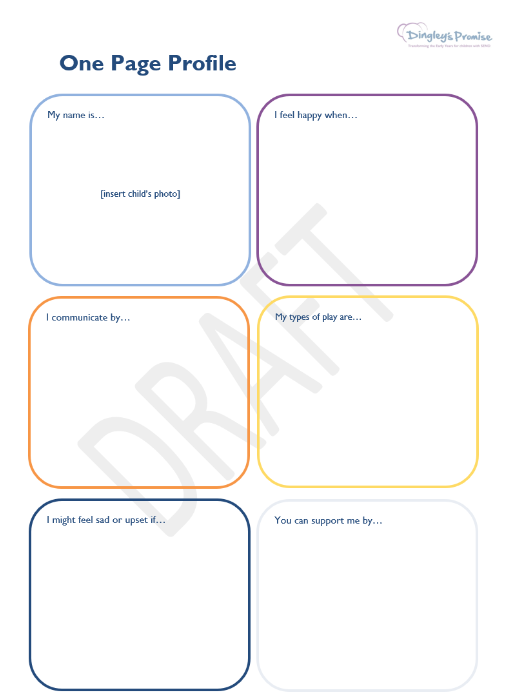 Dingley's Promise
Transforming the Early Years for children with SEND
One Page Profile
My name is…
I feel happy when…
[insert child's photo]
I communicate by…
My types of play are…
DRAFT
I might feel sad or upset if…
You can support me by…